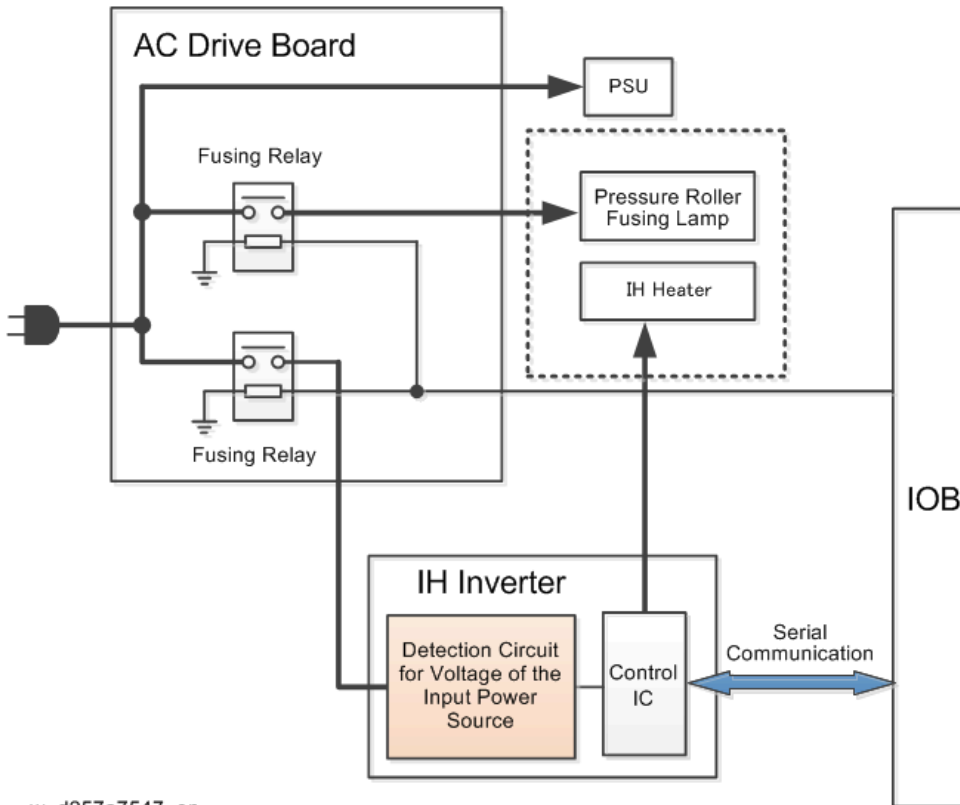 AC Drive Board
PSU
Fusing Relay
Pressure Roller
Fusing Lamp
IH Heater
Fusing Relay
IOB
IH Inverter
Detection Circuit
for Voltage of the
Input Power
Source
Control
IC
Serial
Communication